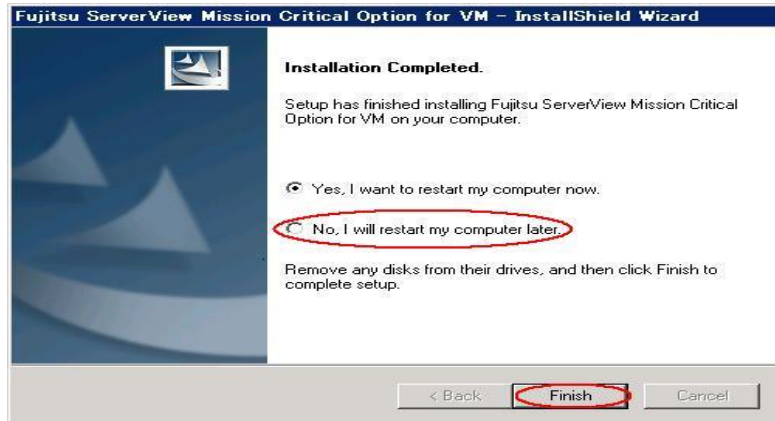 Fujitsu ServerView Mission Critical Option for VM - InstallShield Wizard
Installation Completed.
Setup has finished installing Fujitsu ServerView Mission Critical
Option for VM on your computer.
Yes, I want to restart my computer now.
No, I will restart my computer later.
Remove any disks from their drives, and then click Finish to
complete setup.
< Back
Finish
Cancel